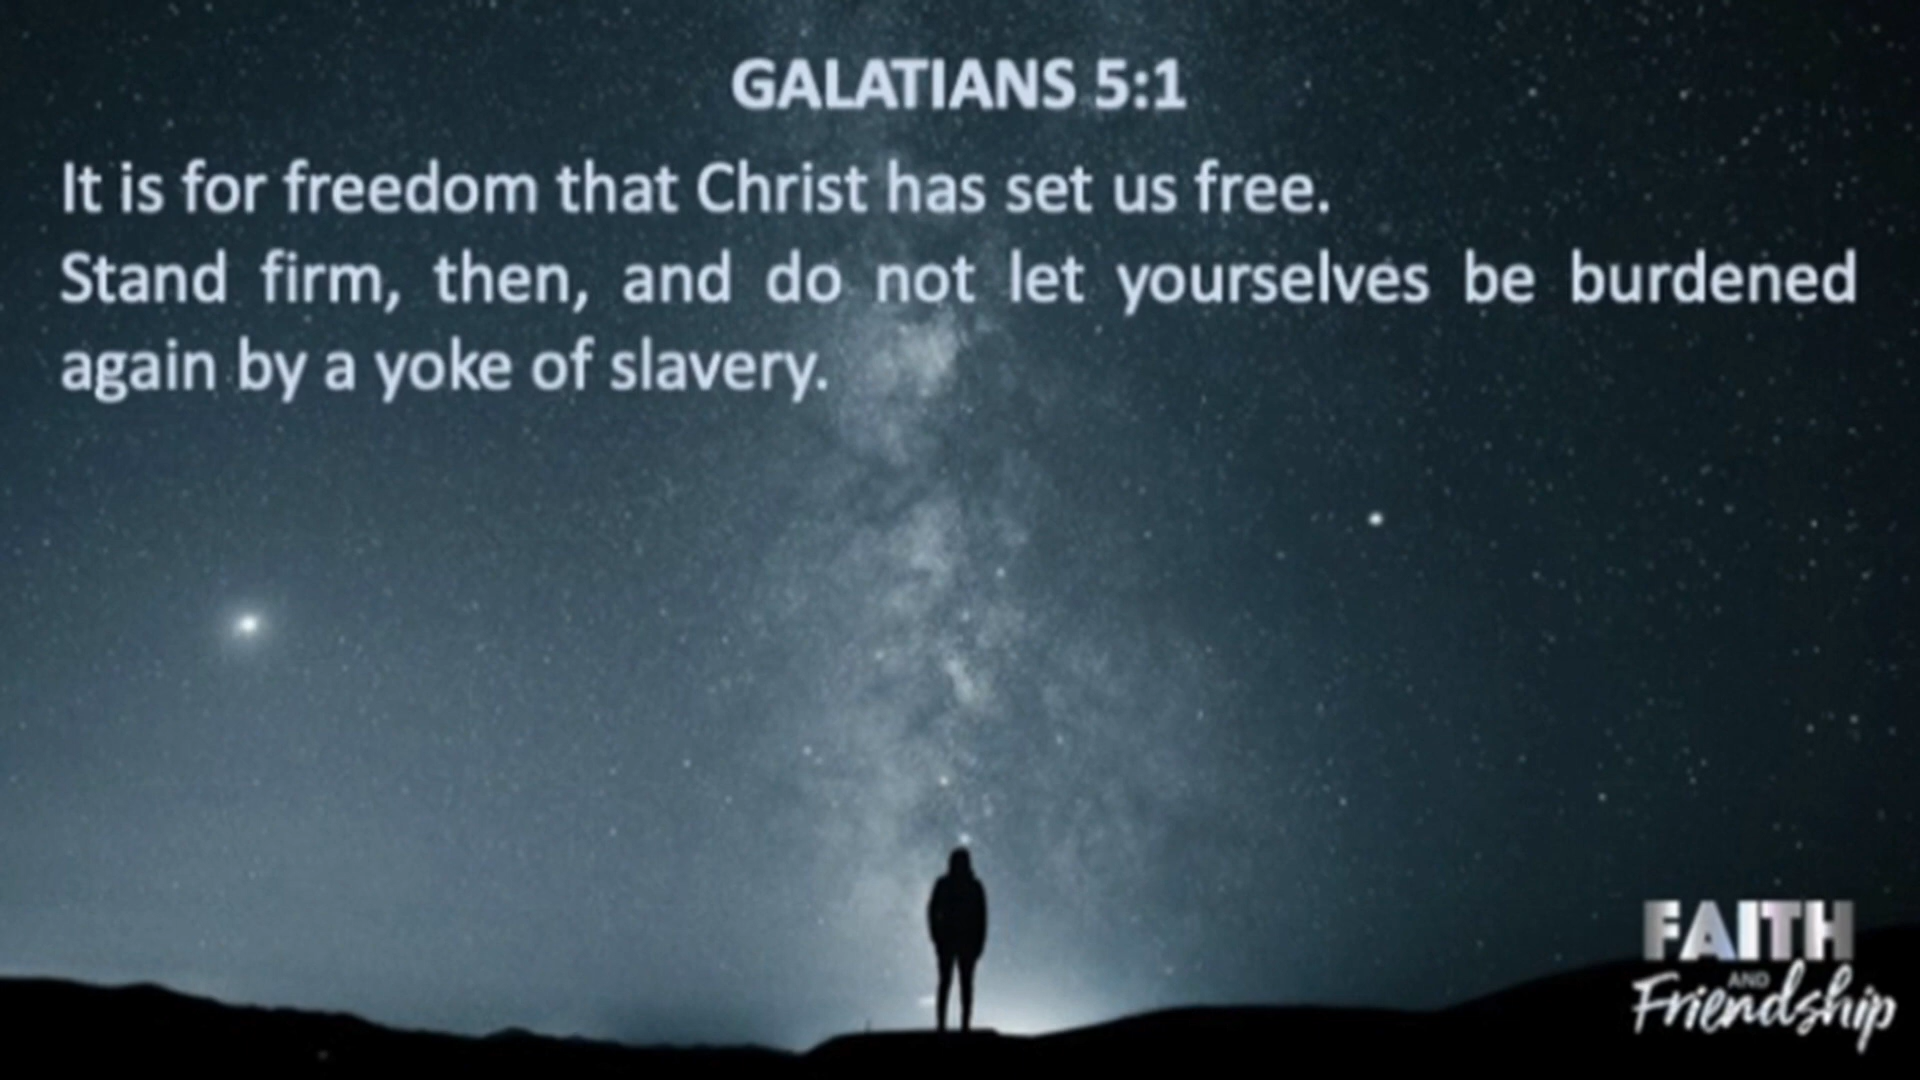 GALATIANS 5:1
It is for freedom that Christ has set us free.
Stand firm, then, and do not let yourselves be burdened
again by a yoke of slavery.
FAITH
AND
Friendship